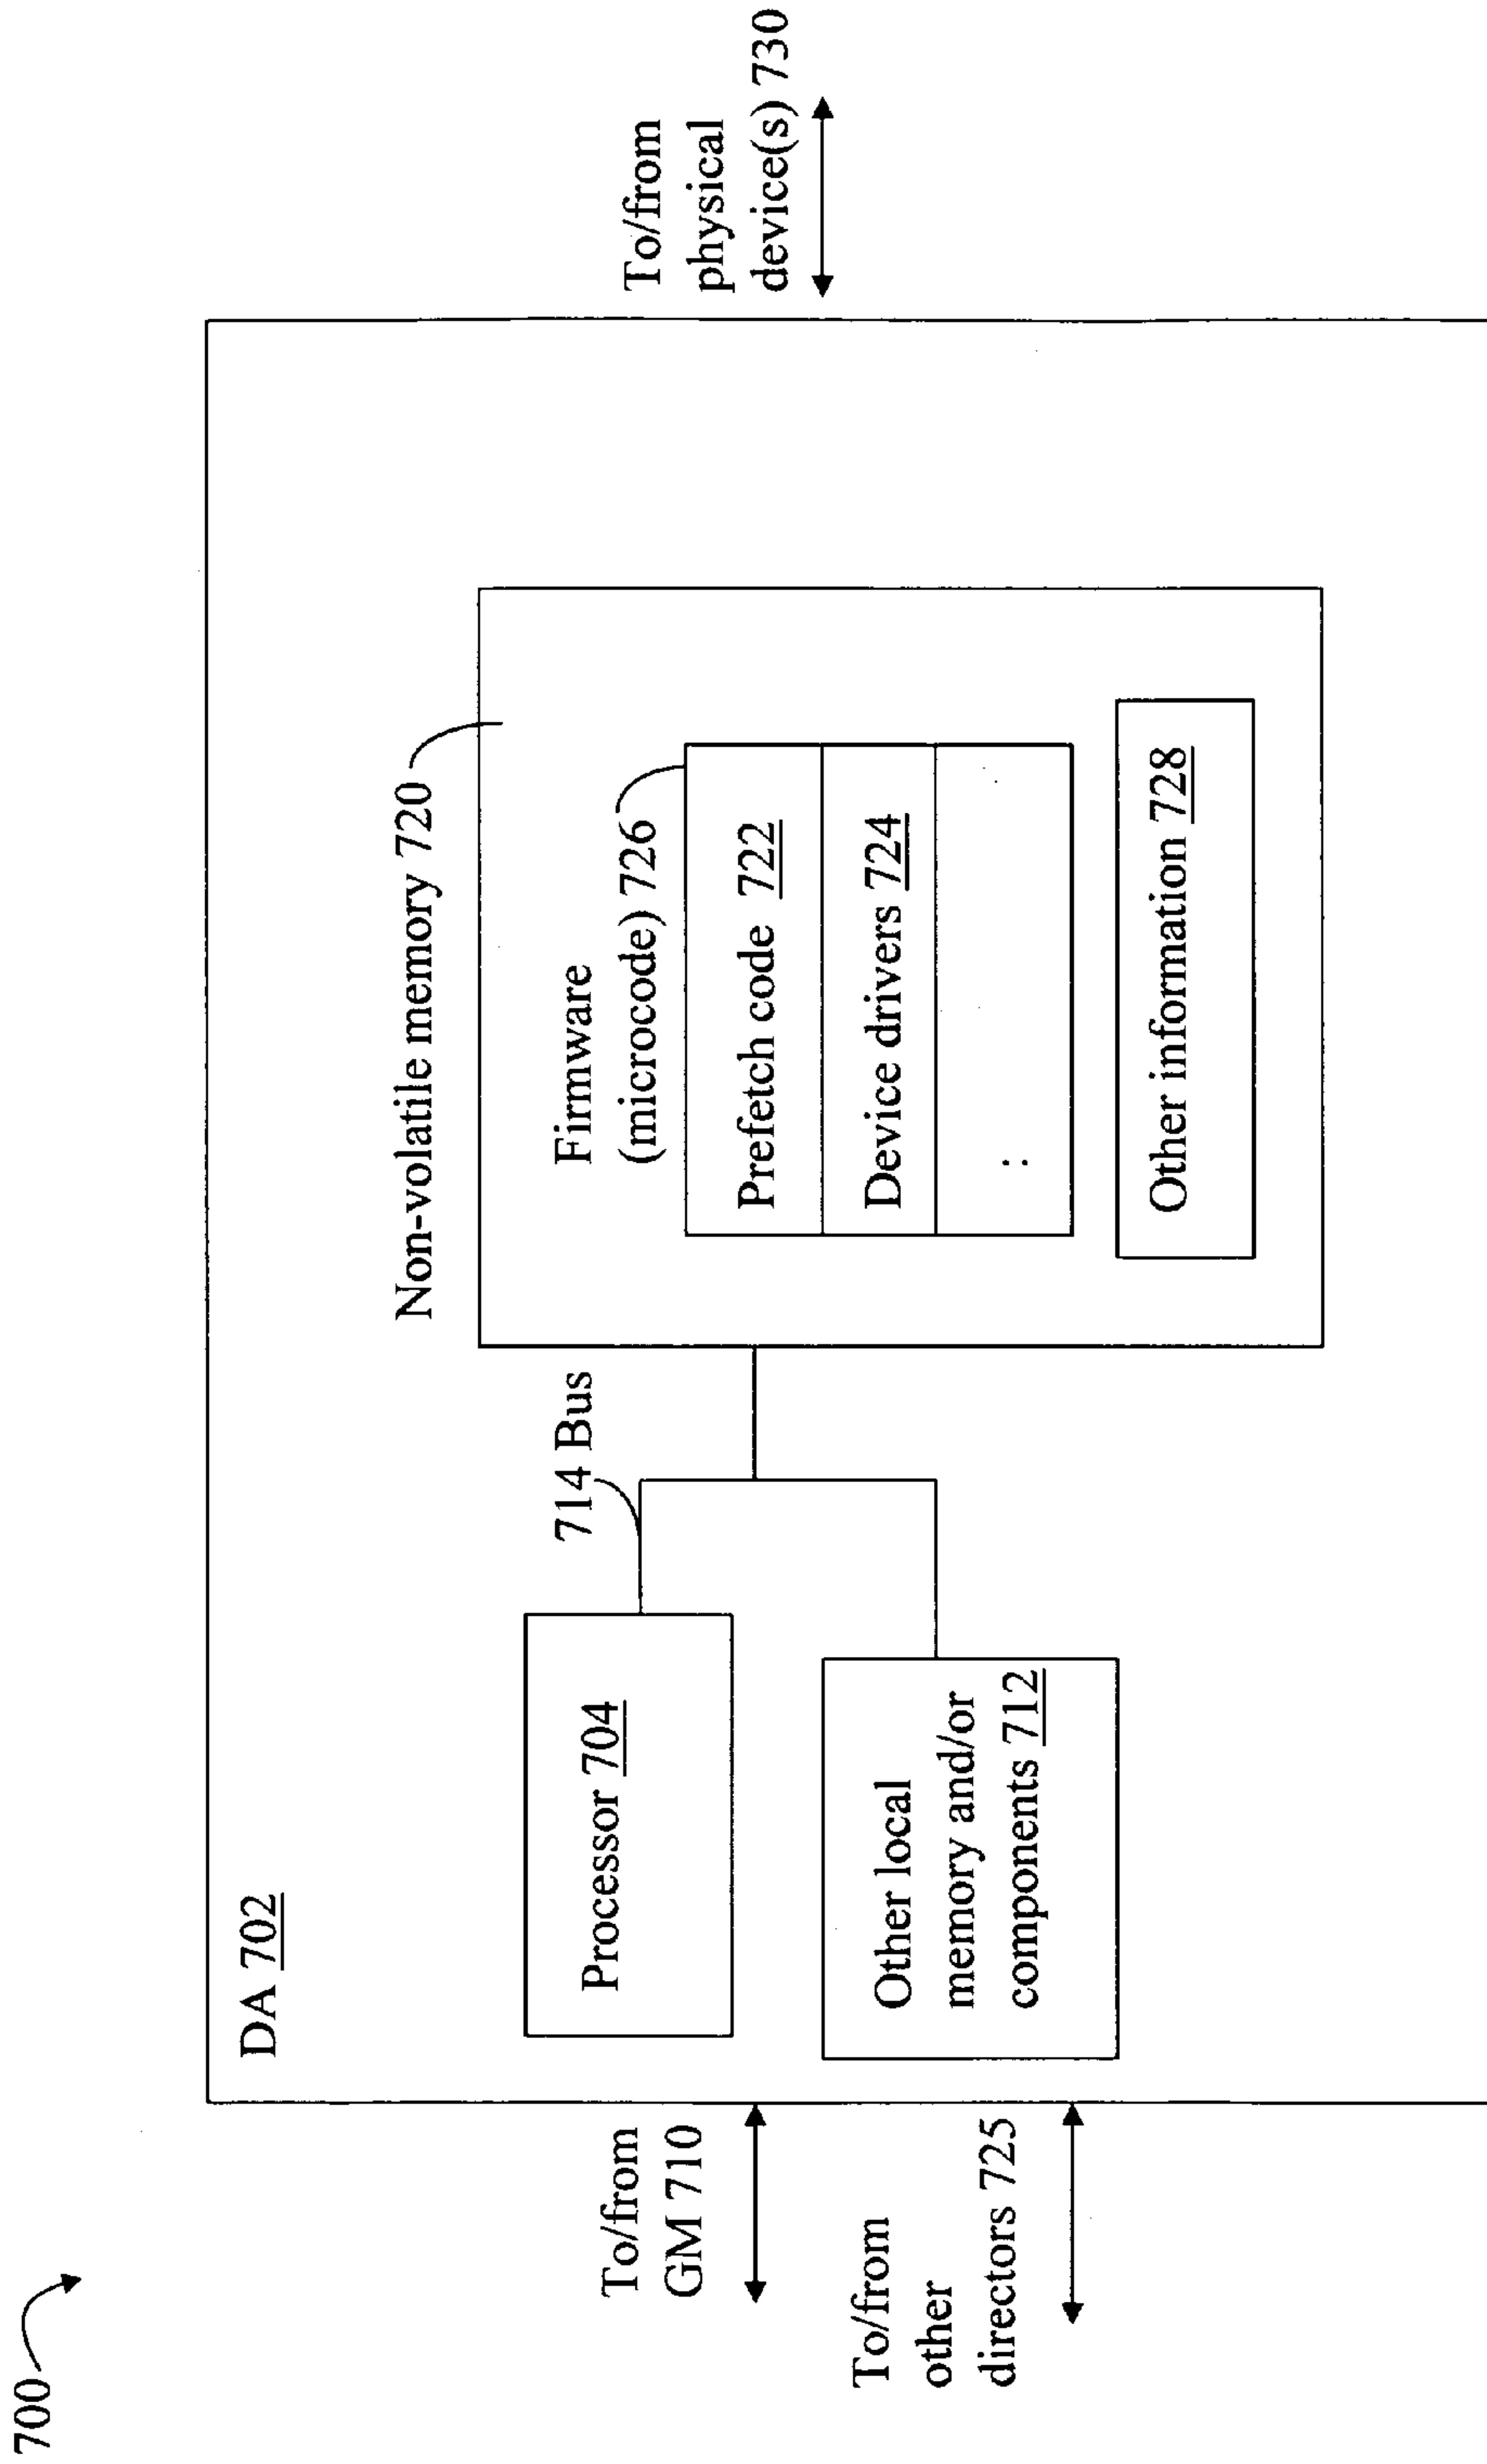 700
DA 702
To/from
GM 710
To/from
other
directors 725
Processor 704
Other local
memory and/or
components 712
714 Bus
Non-volatile memory 720
Firmware
(microcode) 726
Prefetch code 722
Device drivers 724
:
Other information 728
To/from
physical
device(s) 730